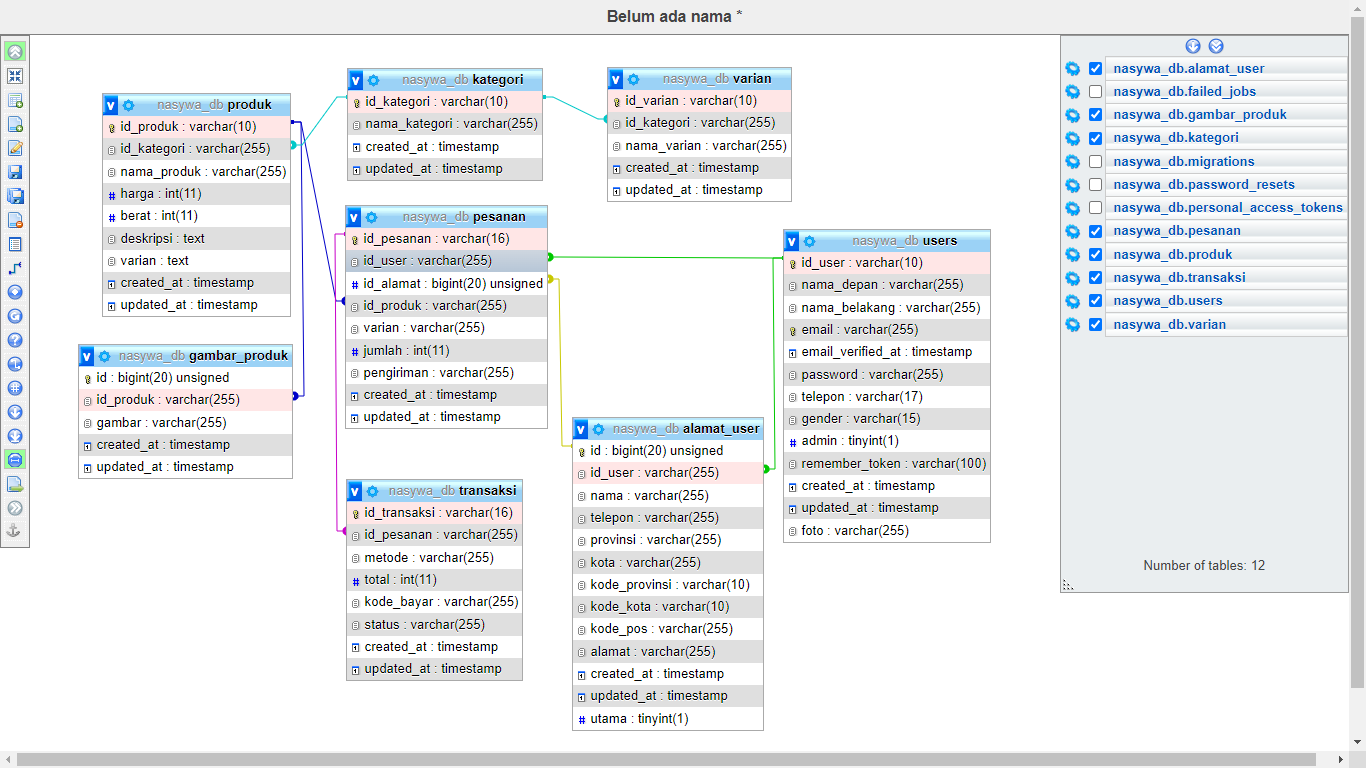 Belum ada nama *
nasywa_db produk
id_produk : varchar(10)
id_kategori : varchar(255)
nama_produk : varchar(255)
harga : int(11)
berat : int(11)
deskripsi : text
varian : text
created_at : timestamp
updated_at : timestamp
nasywa_db gambar_produk
id : bigint(20) unsigned
id_produk : varchar(255)
gambar : varchar(255)
created_at : timestamp
updated_at : timestamp
nasywa_db kategori
id_kategori : varchar(10)
nama_kategori : varchar(255)
created_at : timestamp
updated_at : timestamp
nasywa_db pesanan
id_pesanan : varchar(16)
id_user : varchar(255)
id_alamat : bigint(20) unsigned
id_produk : varchar(255)
varian : varchar(255)
jumlah : int(11)
pengiriman : varchar(255)
created_at : timestamp
updated_at : timestamp
nasywa_db transaksi
id_transaksi : varchar(16)
id_pesanan : varchar(255)
metode : varchar(255)
total : int(11)
kode_bayar : varchar(255)
status : varchar(255)
created_at : timestamp
updated_at : timestamp
nasywa_db varian
id_varian : varchar(10)
id_kategori : varchar(255)
nama_varian : varchar(255)
created_at : timestamp
updated_at : timestamp
nasywa_db alamat_user
id : bigint(20) unsigned
id_user : varchar(255)
nama : varchar(255)
telepon : varchar(255)
provinsi : varchar(255)
kota : varchar(255)
kode_provinsi : varchar(10)
kode_kota : varchar(10)
kode_pos : varchar(255)
alamat : varchar(255)
created_at : timestamp
updated_at : timestamp
utama : tinyint(1)
nasywa_db users
id_user : varchar(10)
nama_depan : varchar(255)
nama_belakang : varchar(255)
email : varchar(255)
email_verified_at : timestamp
password : varchar(255)
telepon : varchar(17)
gender : varchar(15)
admin : tinyint(1)
remember_token : varchar(100)
created_at : timestamp
updated_at : timestamp
foto : varchar(255)
nasywa_db.alamat_user
nasywa_db.failed_jobs
nasywa_db.gambar_produk
nasywa_db.kategori
nasywa_db.migrations
nasywa_db.password_resets
nasywa_db.personal_access_tokens
nasywa_db.pesanan
nasywa_db.produk
nasywa_db.transaksi
nasywa_db.users
nasywa_db.varian
Number of tables: 12